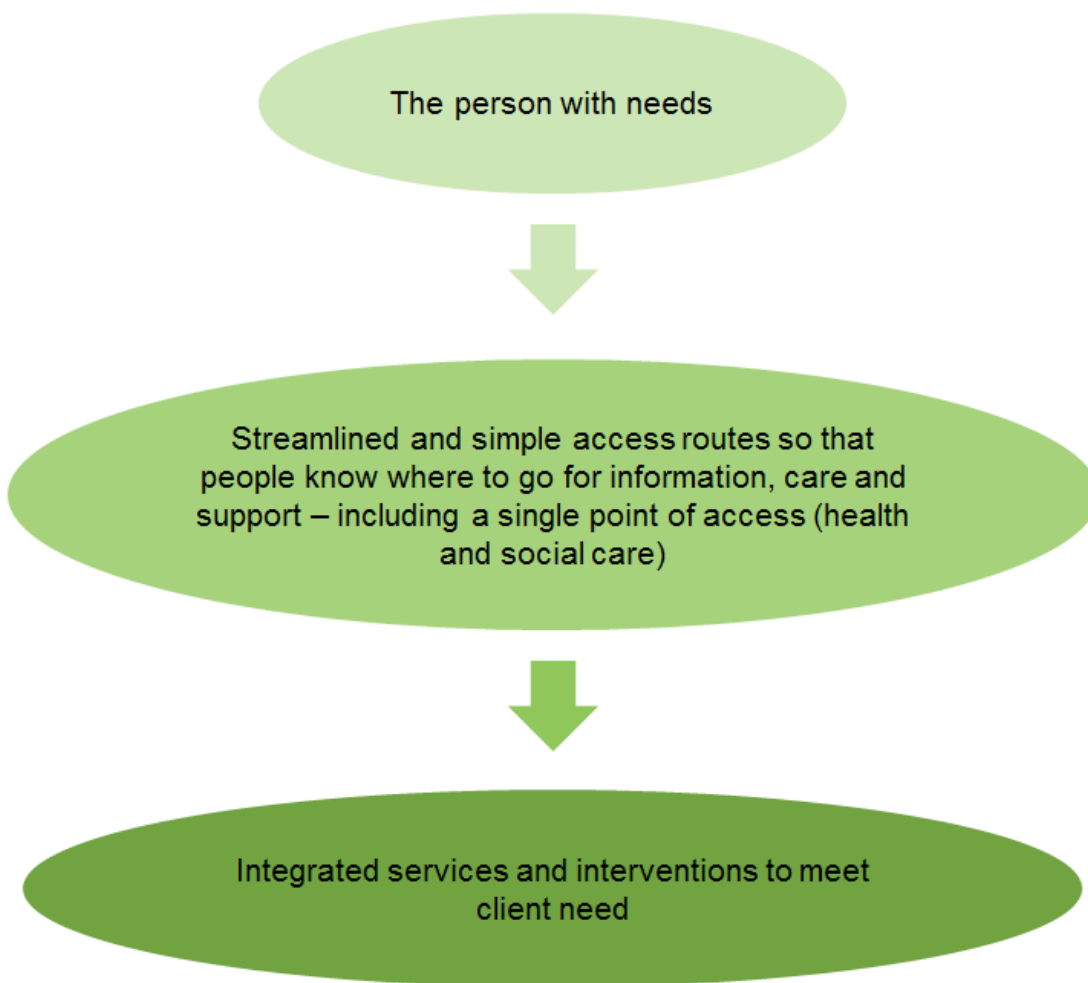 The person with needs
Streamlined and simple access routes so that
people know where to go for information, care and
support – including a single point of access (health
and social care)
Integrated services and interventions to meet
client need